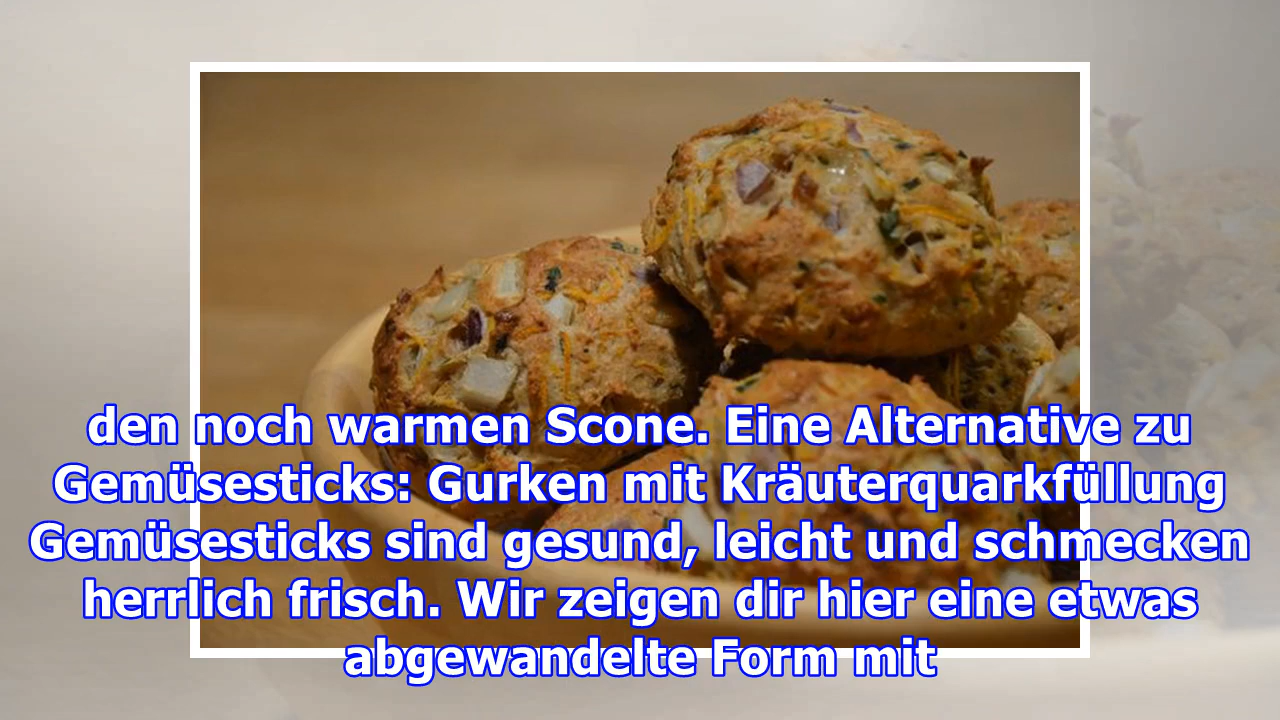 den noch warmen Scone. Eine Alternative zu
Gemüsesticks: Gurken mit Kräuterquarkfüllung
Gemüsesticks sind gesund, leicht und schmecken
herrlich frisch. Wir zeigen dir hier eine etwas
abgewandelte Form mit